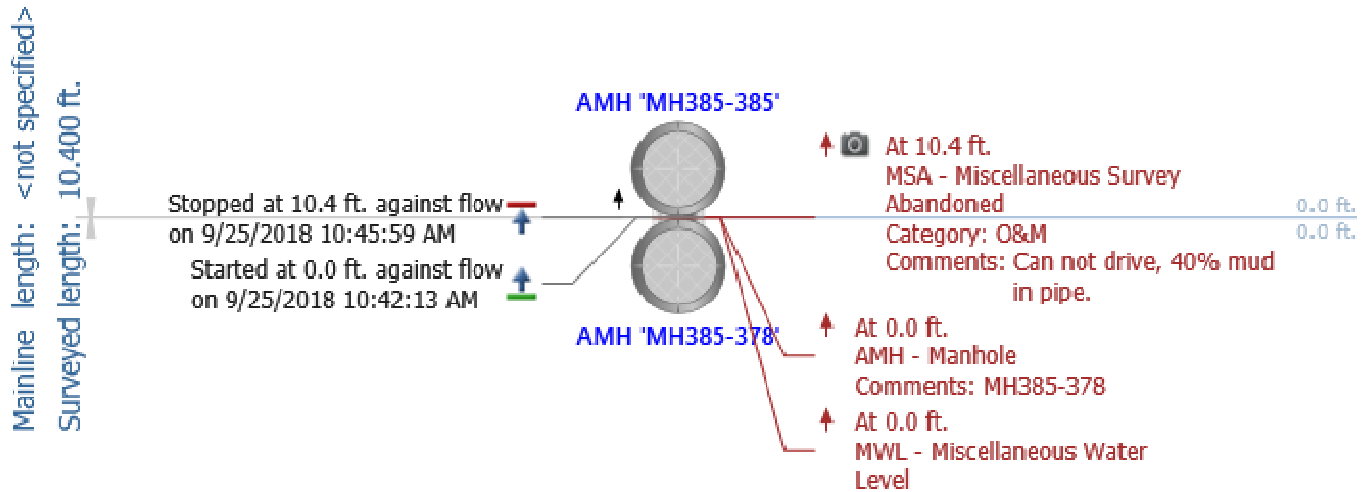 Mainline length: <not specified>
Surveyed length: 10.400 ft.
AMH "MH385-385'
Stopped at 10.4 ft. against flow
on 9/25/2018 10:45:59 AM
Started at 0.0 ft. against flow
on 9/25/2018 10:42:13 AM
AMH "MH385-378'
At 10.4 ft.
MSA - Miscellaneous Survey
Abandoned
Category: O&M
Comments: Can not drive, 40% mud
in pipe.
0.0 ft.
0.0 ft.
At 0.0 ft.
AMH - Manhole
Comments: MH385-378
At 0.0 ft.
MWL - Miscellaneous Water
Level